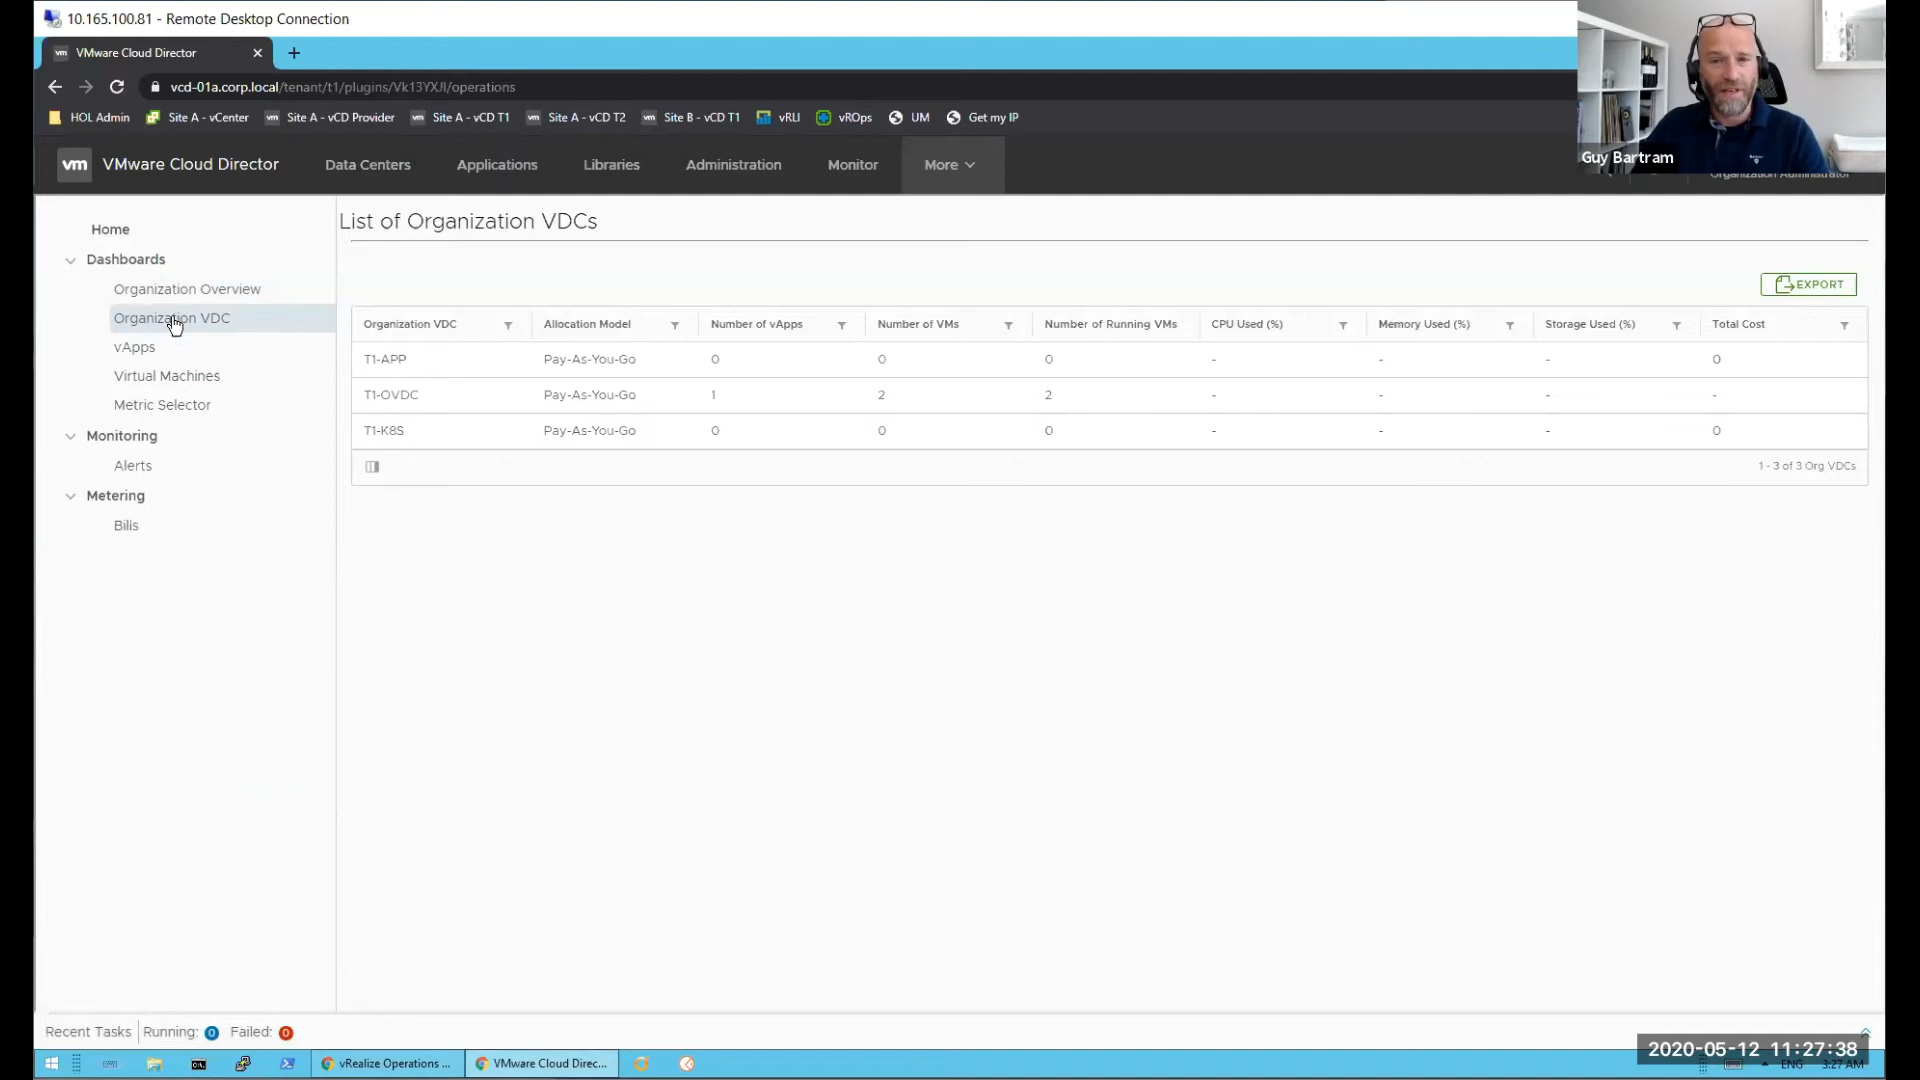 10.165.100.81 - Remote Desktop Connection
VMware Cloud Director
vcd-01a.corp.local/tenant/t1/plugins/Vk13YXJl/operations
HOL Admin Site A - vCenter Site A - vCD Provider Site A - vCD T1 Site A - vCD T2 Site B - vCD T1 vRLI vROps UM Get my IP
Guy Bartram
vm VMware Cloud Director Data Centers Applications Libraries Administration Monitor More
Organization Administrator
Home
Dashboards
Organization Overview
Organization VDC
vApps
Virtual Machines
Metric Selector
Monitoring
Alerts
Metering
Bills
List of Organization VDCs
EXPORT
Organization VDC Allocation Model Number of vApps Number of VMs Number of Running VMs CPU Used (%) Memory Used (%) Storage Used (%) Total Cost
T1-APP Pay-As-You-Go 0 0 0 - - - 0
T1-OVDC Pay-As-You-Go 1 2 2 - - - -
T1-K8S Pay-As-You-Go 0 0 0 - - - 0
1 - 3 of 3 Org VDCs
Recent Tasks Running: 0 Failed: 0
vRealize Operations ... VMware Cloud Direc...
2020-05-12 11:27:38
ENG 3:27 AM